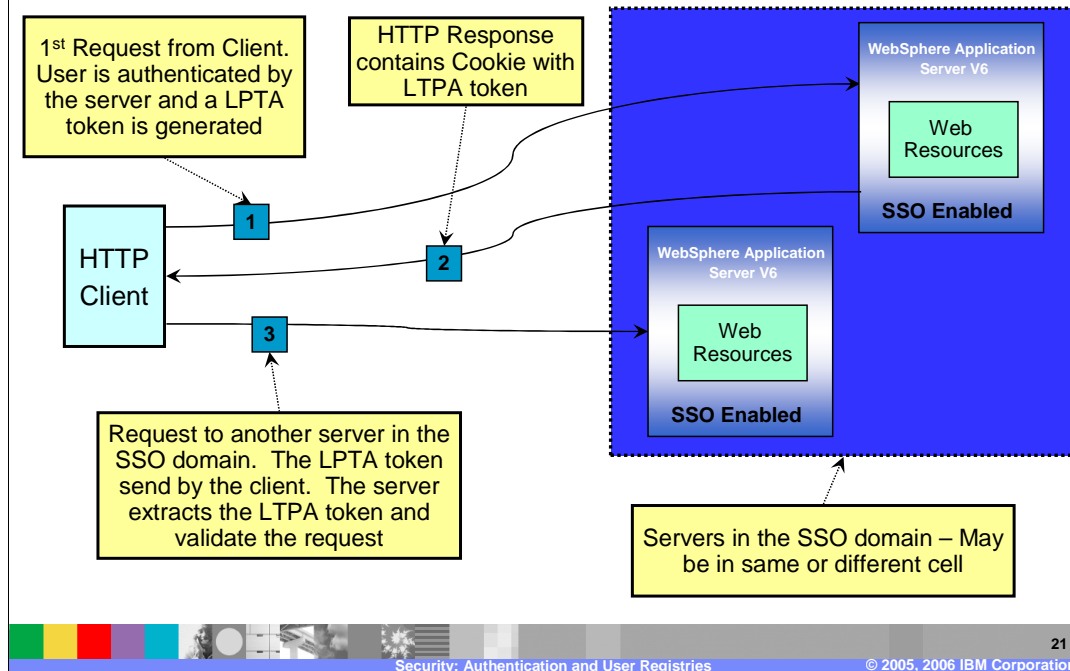 1st Request from Client.
User is authenticated by
the server and a LPTA
token is generated
HTTP Response
contains Cookie with
LTPA token
WebSphere Application
Server V6
Web
Resources
SSO Enabled
1
2
HTTP
Client
WebSphere Application
Server V6
Web
Resources
SSO Enabled
3
Request to another server in the
SSO domain. The LPTA token
send by the client. The server
extracts the LTPA token and
validate the request
Servers in the SSO domain – May
be in same or different cell
21
Security: Authentication and User Registries
© 2005, 2006 IBM Corporation